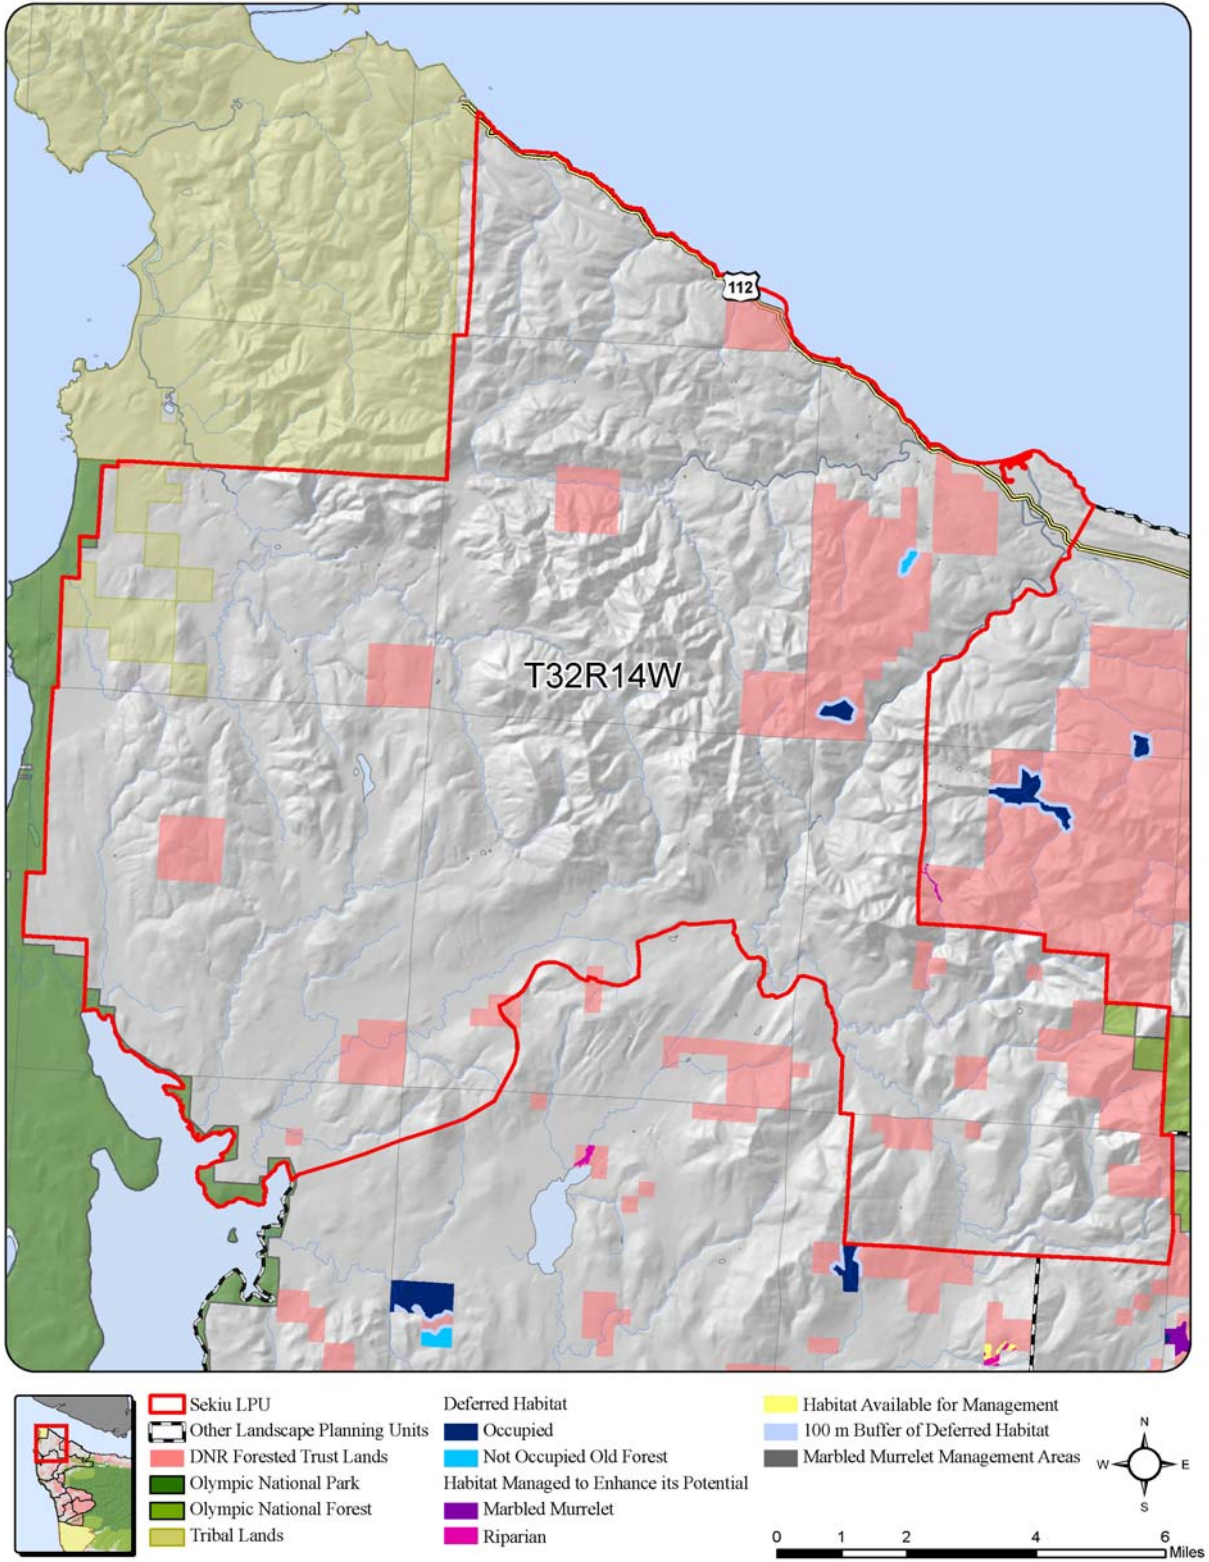 112
T32R14W
Sekiu LPU
Other Landscape Planning Units
DNR Forested Trust Lands
Olympic National Park
Olympic National Forest
Tribal Lands
Deferred Habitat
Occupied
Not Occupied Old Forest
Habitat Managed to Enhance its Potential
Marbled Murrelet
Riparian
Habitat Available for Management
100 m Buffer of Deferred Habitat
Marbled Murrelet Management Areas
N
W E
S
0 1 2 4 6
Miles